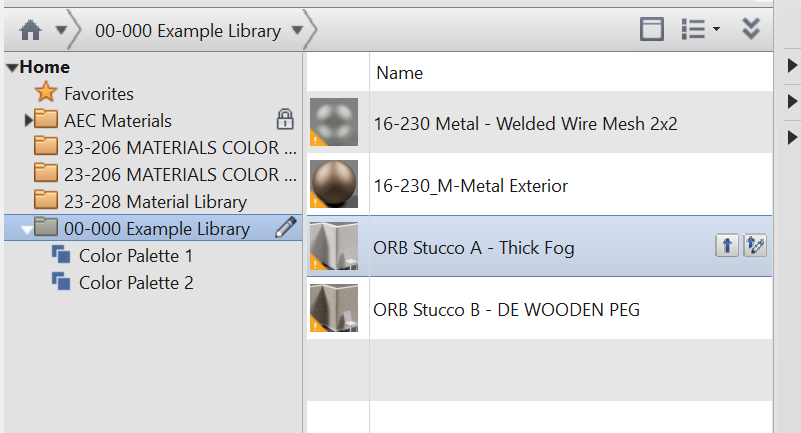 00-000 Example Library
Home
Favorites
AEC Materials
23-206 MATERIALS COLOR ...
23-206 MATERIALS COLOR ...
23-208 Material Library
00-000 Example Library
Color Palette 1
Color Palette 2
Name
16-230 Metal - Welded Wire Mesh 2x2
16-230_M-Metal Exterior
ORB Stucco A - Thick Fog
ORB Stucco B - DE WOODEN PEG